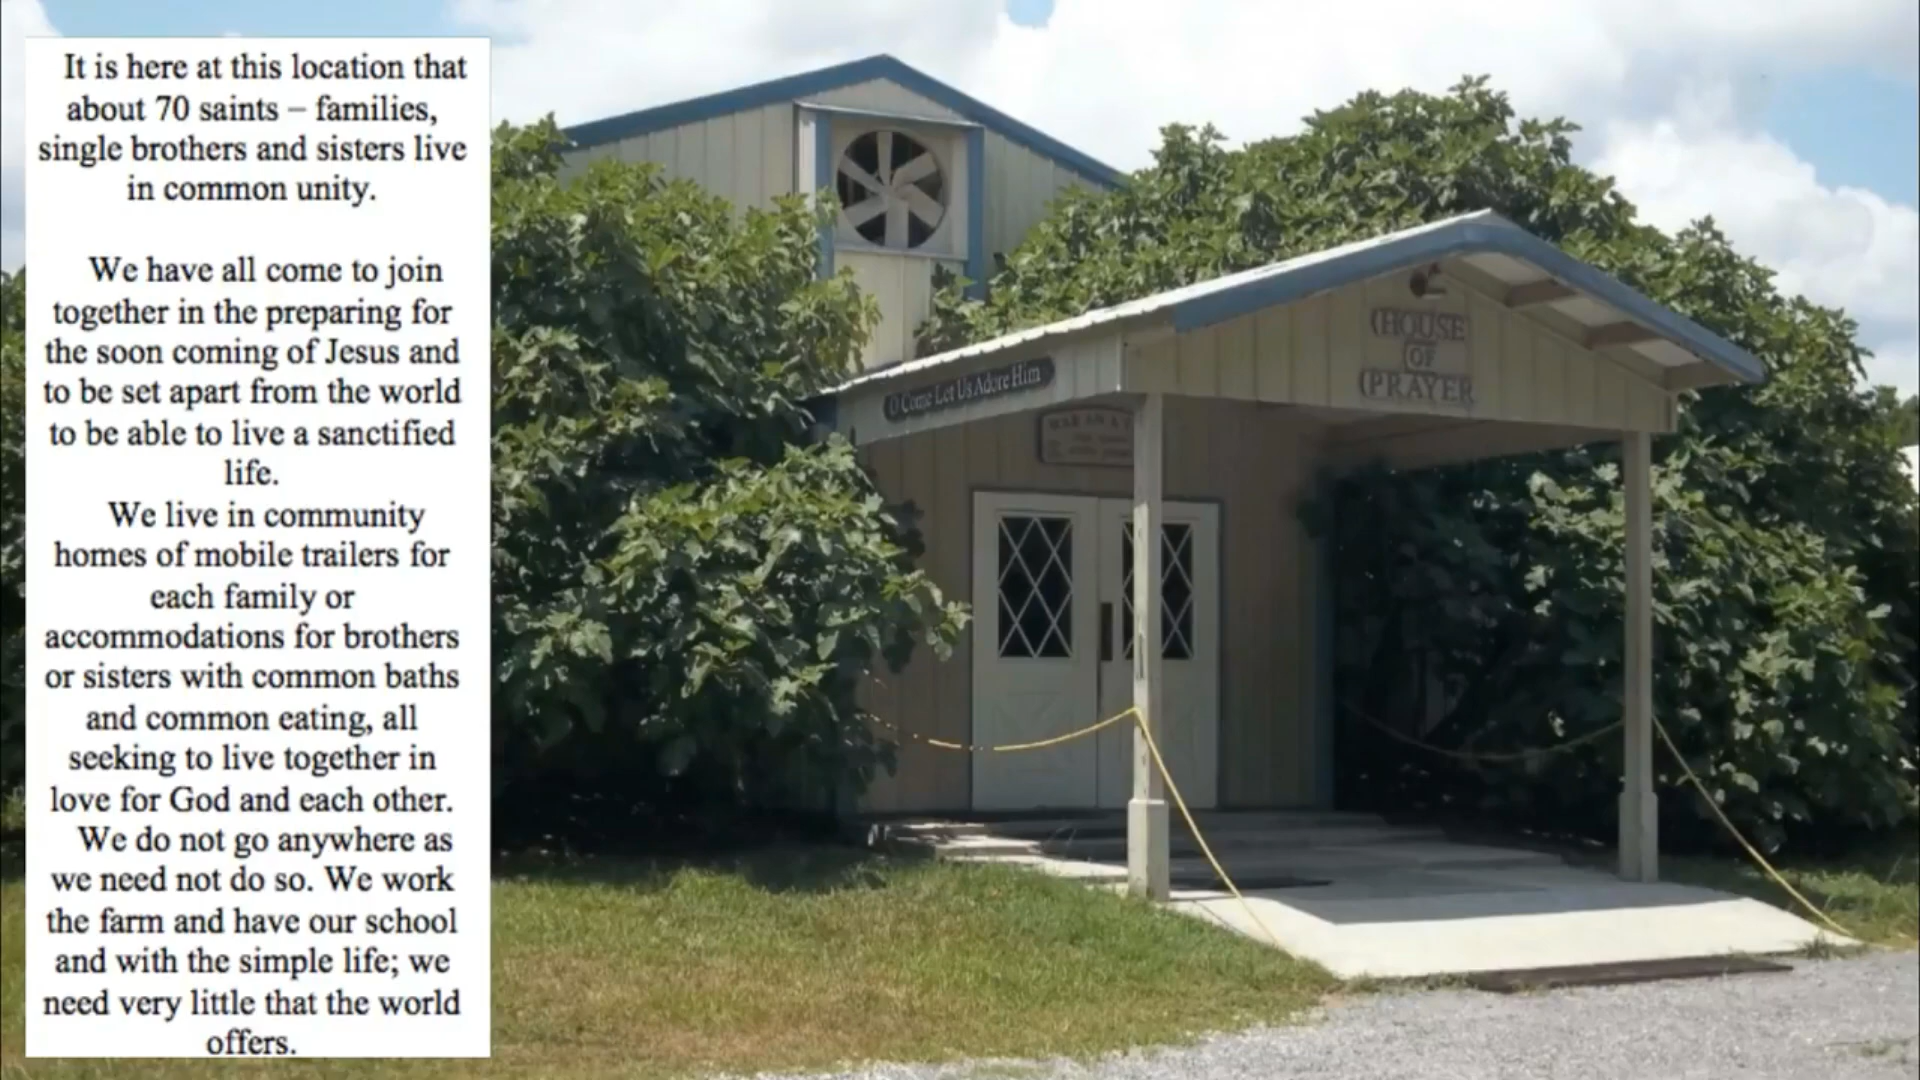 It is here at this location that
about 70 saints – families,
single brothers and sisters live
in common unity.
We have all come to join
together in the preparing for
the soon coming of Jesus and
to be set apart from the world
to be able to live a sanctified
life.
We live in community
homes of mobile trailers for
each family or
accommodations for brothers
or sisters with common baths
and common eating, all
seeking to live together in
love for God and each other.
We do not go anywhere as
we need not do so. We work
the farm and have our school
and with the simple life; we
need very little that the world
offers.
O Come Let Us Adore Him
HOUSE
OF
PRAYER